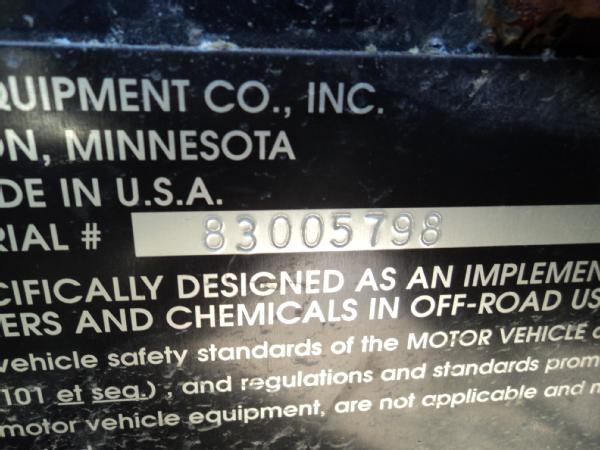 QUIPMENT CO., INC.
ON, MINNESOTA
DE IN U.S.A.
RIAL # 83005798
CIFICALLY DESIGNED AS AN IMPLEMEN
ERS AND CHEMICALS IN OFF-ROAD US
vehicle safety standards of the MOTOR VEHICLE
101 et seq.) , and regulations and standards prom
motor vehicle equipment, are not applicable and